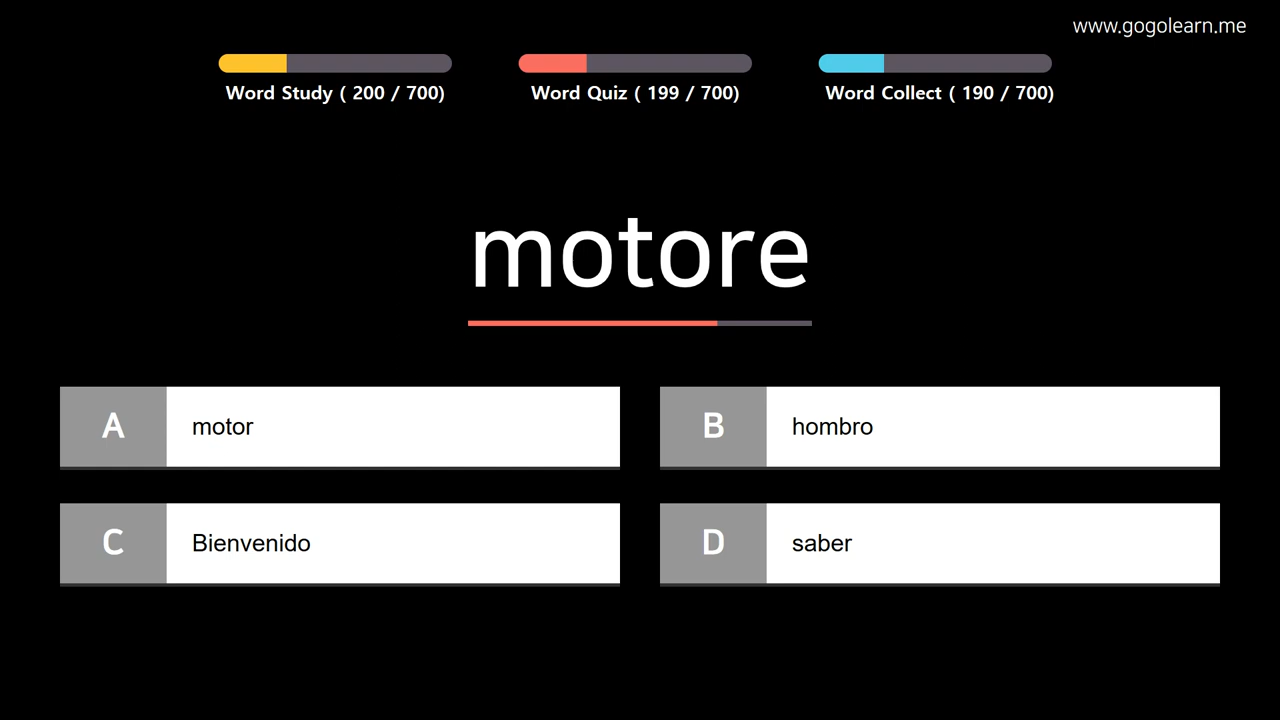 www.gogolearn.me
Word Study ( 200 / 700)
Word Quiz ( 199 / 700)
Word Collect ( 190 / 700)
motore
A motor
B hombro
C Bienvenido
D saber